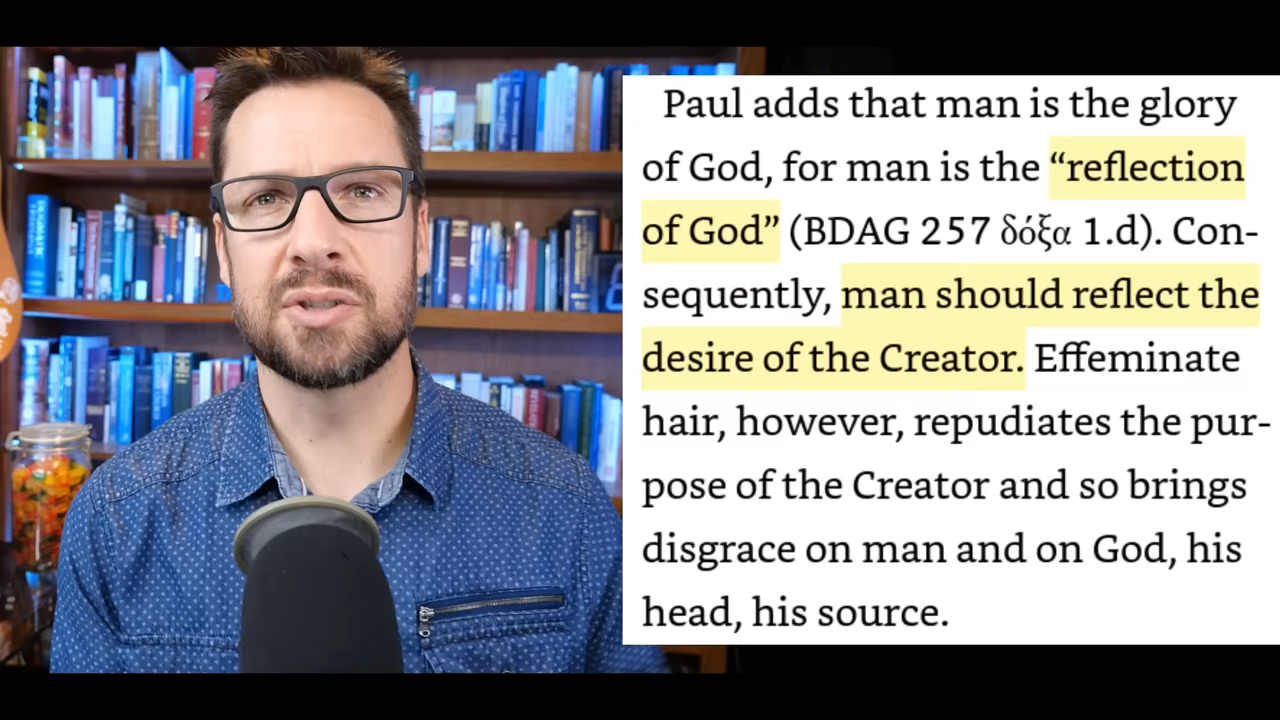 Paul adds that man is the glory
of God, for man is the “reflection
of God” (BDAG 257 δόξα 1.d). Con-
sequently, man should reflect the
desire of the Creator. Effeminate
hair, however, repudiates the pur-
pose of the Creator and so brings
disgrace on man and on God, his
head, his source.